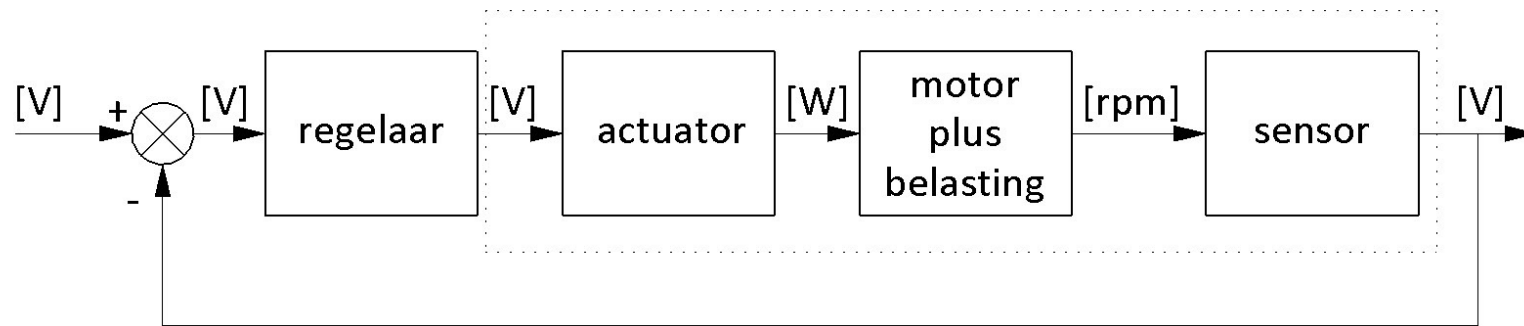 [V]
+
-
[V]
regelaar
[V]
actuator
[W]
motor
plus
belasting
[rpm]
sensor
[V]